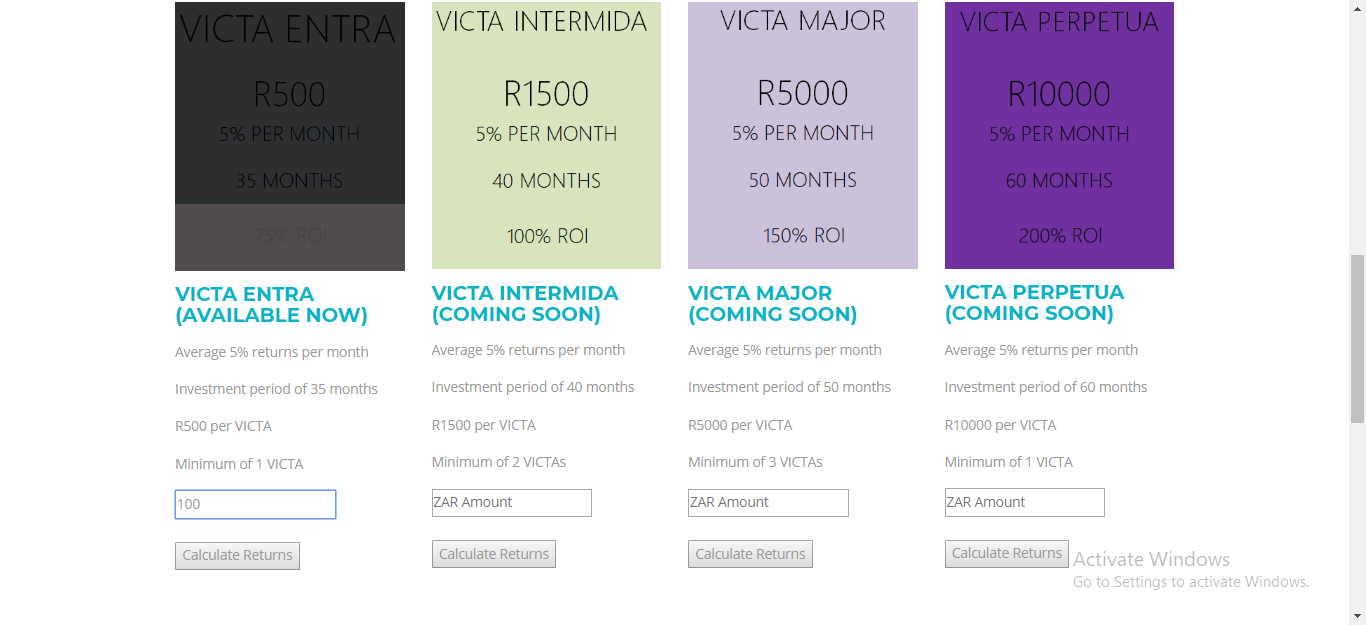 VICTA ENTRA
R500
5% PER MONTH
35 MONTHS
75% ROI
VICTA ENTRA
(AVAILABLE NOW)
Average 5% returns per month
Investment period of 35 months
R500 per VICTA
Minimum of 1 VICTA
100
Calculate Returns
VICTA INTERMIDA
R1500
5% PER MONTH
40 MONTHS
100% ROI
VICTA INTERMIDA
(COMING SOON)
Average 5% returns per month
Investment period of 40 months
R1500 per VICTA
Minimum of 2 VICTAs
ZAR Amount
Calculate Returns
VICTA MAJOR
R5000
5% PER MONTH
50 MONTHS
150% ROI
VICTA MAJOR
(COMING SOON)
Average 5% returns per month
Investment period of 50 months
R5000 per VICTA
Minimum of 3 VICTAs
ZAR Amount
Calculate Returns
VICTA PERPETUA
R10000
5% PER MONTH
60 MONTHS
200% ROI
VICTA PERPETUA
(COMING SOON)
Average 5% returns per month
Investment period of 60 months
R10000 per VICTA
Minimum of 1 VICTA
ZAR Amount
Calculate Returns
Activate Windows
Go to Settings to activate Windows.